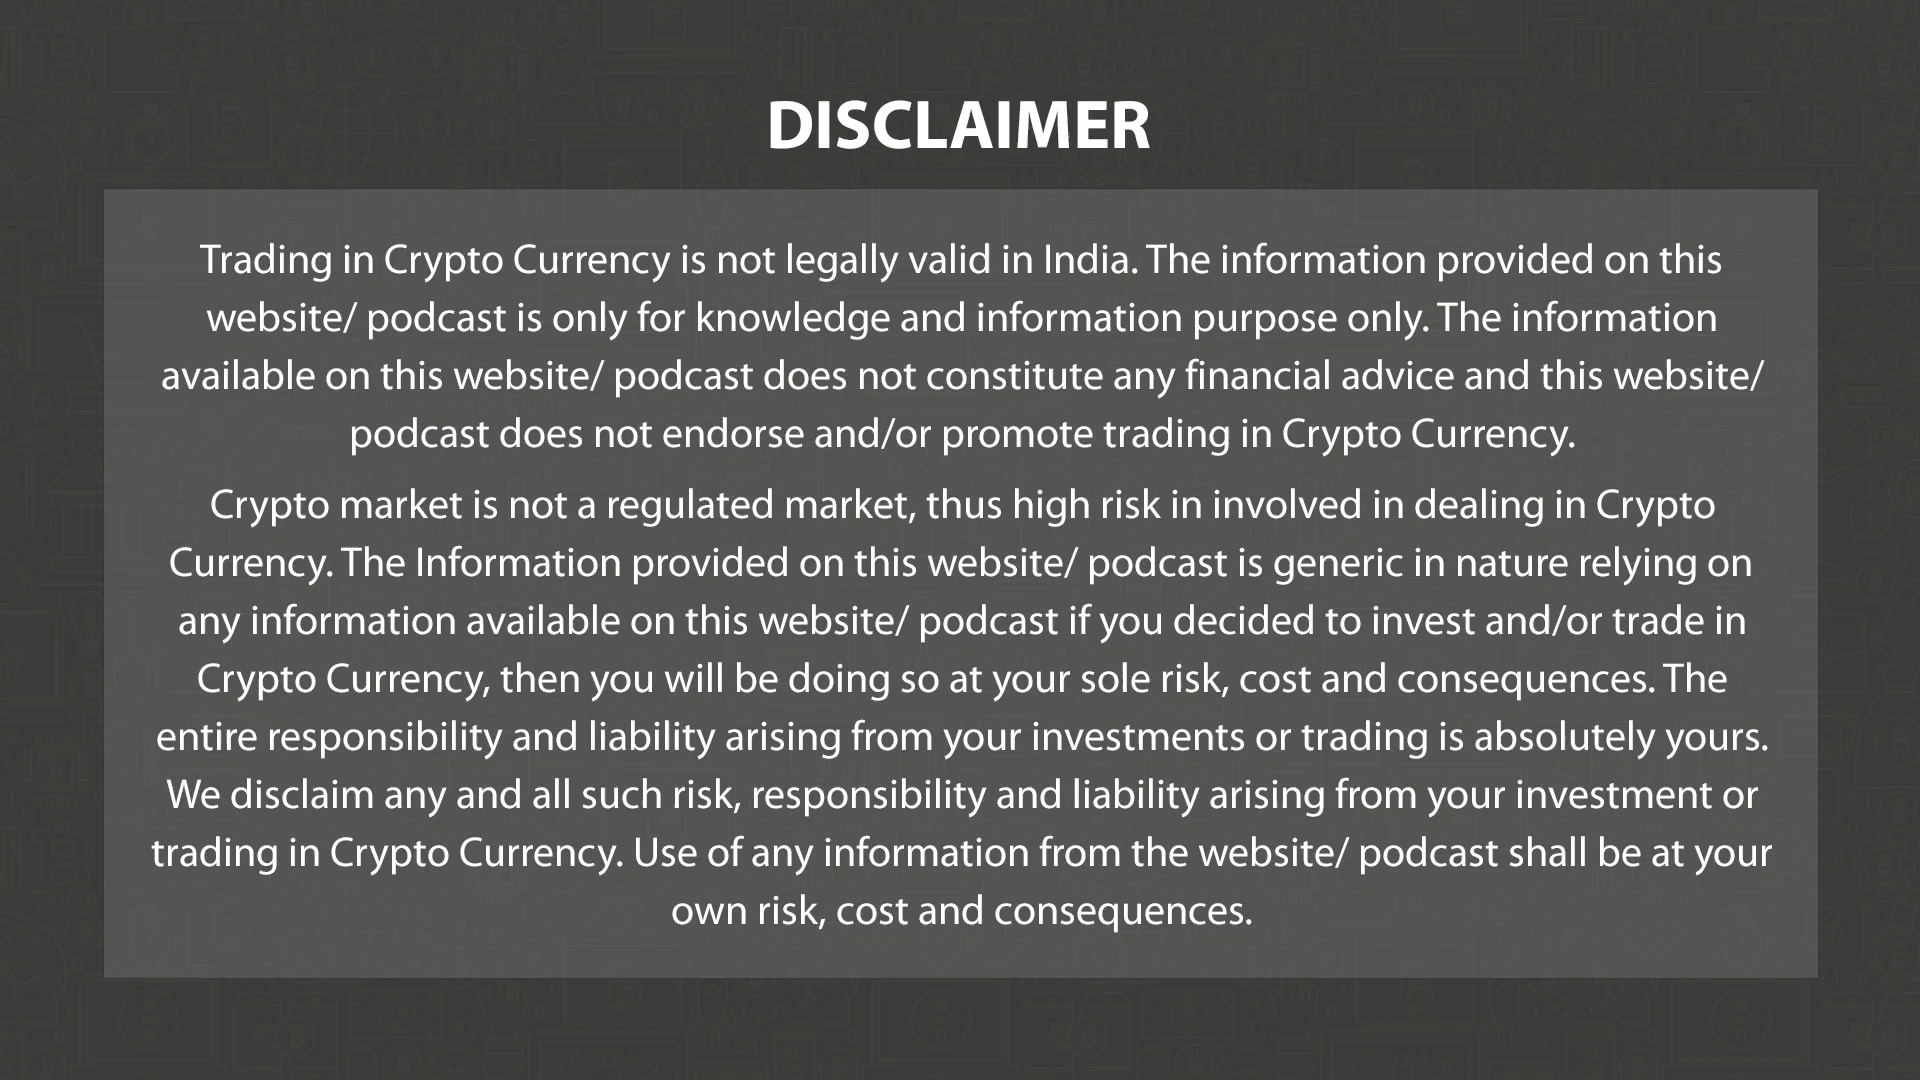 DISCLAIMER
Trading in Crypto Currency is not legally valid in India. The information provided on this
website/ podcast is only for knowledge and information purpose only. The information
available on this website/ podcast does not constitute any financial advice and this website/
podcast does not endorse and/or promote trading in Crypto Currency.
Crypto market is not a regulated market, thus high risk in involved in dealing in Crypto
Currency. The Information provided on this website/ podcast is generic in nature relying on
any information available on this website/ podcast if you decided to invest and/or trade in
Crypto Currency, then you will be doing so at your sole risk, cost and consequences. The
entire responsibility and liability arising from your investments or trading is absolutely yours.
We disclaim any and all such risk, responsibility and liability arising from your investment or
trading in Crypto Currency. Use of any information from the website/ podcast shall be at your
own risk, cost and consequences.